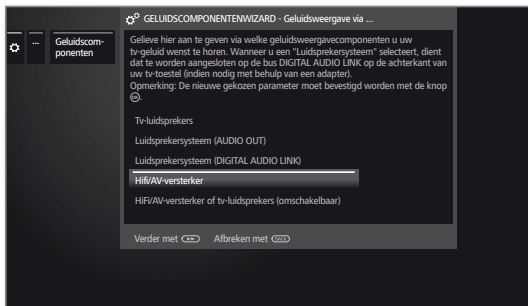 GELUIDSCOMPONENTENWIZARD - Geluidsweergave via ...
...
Geluidscom-
ponenten
Gelieve hier aan te geven via welke geluidsweergavecomponenten u uw
tv-geluid wenst te horen. Wanneer u een "Luidsprekersysteem" selecteert, dient
dat te worden aangesloten op de bus DIGITAL AUDIO LINK op de achterkant van
uw tv-toestel (indien nodig met behulp van een adapter).
Opmerking: De nieuwe gekozen parameter moet bevestigd worden met de knop
OK.
Tv-luidsprekers
Luidsprekersysteem (AUDIO OUT)
Luidsprekersysteem (DIGITAL AUDIO LINK)
Hifi/AV-versterker
HiFi/AV-versterker of tv-luidsprekers (omschakelbaar)
Verder met Afbreken met BACK